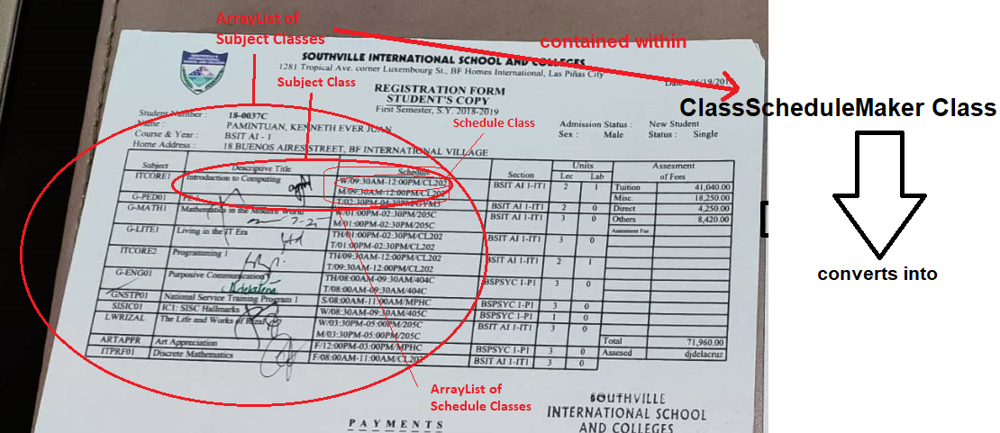 ArrayList of
Subject Classes
contained within
SOUTHVILLE INTERNATIONAL SCHOOL AND COLLEGES
1281 Tropical Ave. corner Luxembourg St., BF Homes International, Las Piñas City
Subject Class
ClassScheduleMaker Class
REGISTRATION FORM
STUDENT'S COPY
First Semester, S.Y. 2018-2019
Schedule Class
Student Number : 18-0037C
Name : PAMINTUAN, KENNETH EVER JUAN
Course & Year : BSIT AI - 1
Home Address : 18 BUENOS AIRES STREET, BF INTERNATIONAL VILLAGE
Admission Status : New Student
Sex : Male Status : Single
Subject Descriptive Title Schedule Section Units Lec Lab Assesment of Fees
ITCORE1 Introduction to Computing W/09:30AM-12:00PM/CL202 BSIT AI 1-IT1 2 1 Tuition 41,040.00
M/09:30AM-12:00PM/CL202 Misc. 18,250.00
G-PED01 T/02:30PM-04:30PM/GYM3 BSIT AI 1-IT1 2 0 Direct 4,250.00
G-MATH1 Mathematics in the Modern World W/01:00PM-02:30PM/205C BSIT AI 1-IT1 3 0 Others 8,420.00
M/01:00PM-02:30PM/205C Assessment Fee
G-LITE1 Living in the IT Era TH/01:00PM-02:30PM/CL202 BSIT AI 1-IT1 3 0
T/01:00PM-02:30PM/CL202
ITCORE2 Programming 1 TH/09:30AM-12:00PM/CL202 BSIT AI 1-IT1 2 1
T/09:30AM-12:00PM/CL202
G-ENG01 Purposive Communication TH/08:00AM-09:30AM/404C BSPSYC 1-P1 3 0
T/08:00AM-09:30AM/404C
GNSTP01 National Service Training Program 1 S/08:00AM-11:00AM/MPHC BSPSYC 1-P1 3 0
SISIC01 IC1: SISC Hallmarks W/08:00AM-09:30AM/405C BSPSYC 1-P1 1 0
LWRIZAL The Life and Works of Rizal W/03:30PM-05:00PM/205C BSIT AI 1-IT1 3 0
M/03:30PM-05:00PM/205C
ARTAPPR Art Appreciation F/12:00PM-03:00PM/MPHC BSPSYC 1-P1 3 0 Total 71,960.00
ITPRF01 Discrete Mathematics F/08:00AM-11:00AM/CL202 BSIT AI 1-IT1 3 0 Assesed djdelacruz
converts into
ArrayList of
Schedule Classes
SOUTHVILLE
INTERNATIONAL SCHOOL
AND COLLEGES
PAYMENTS